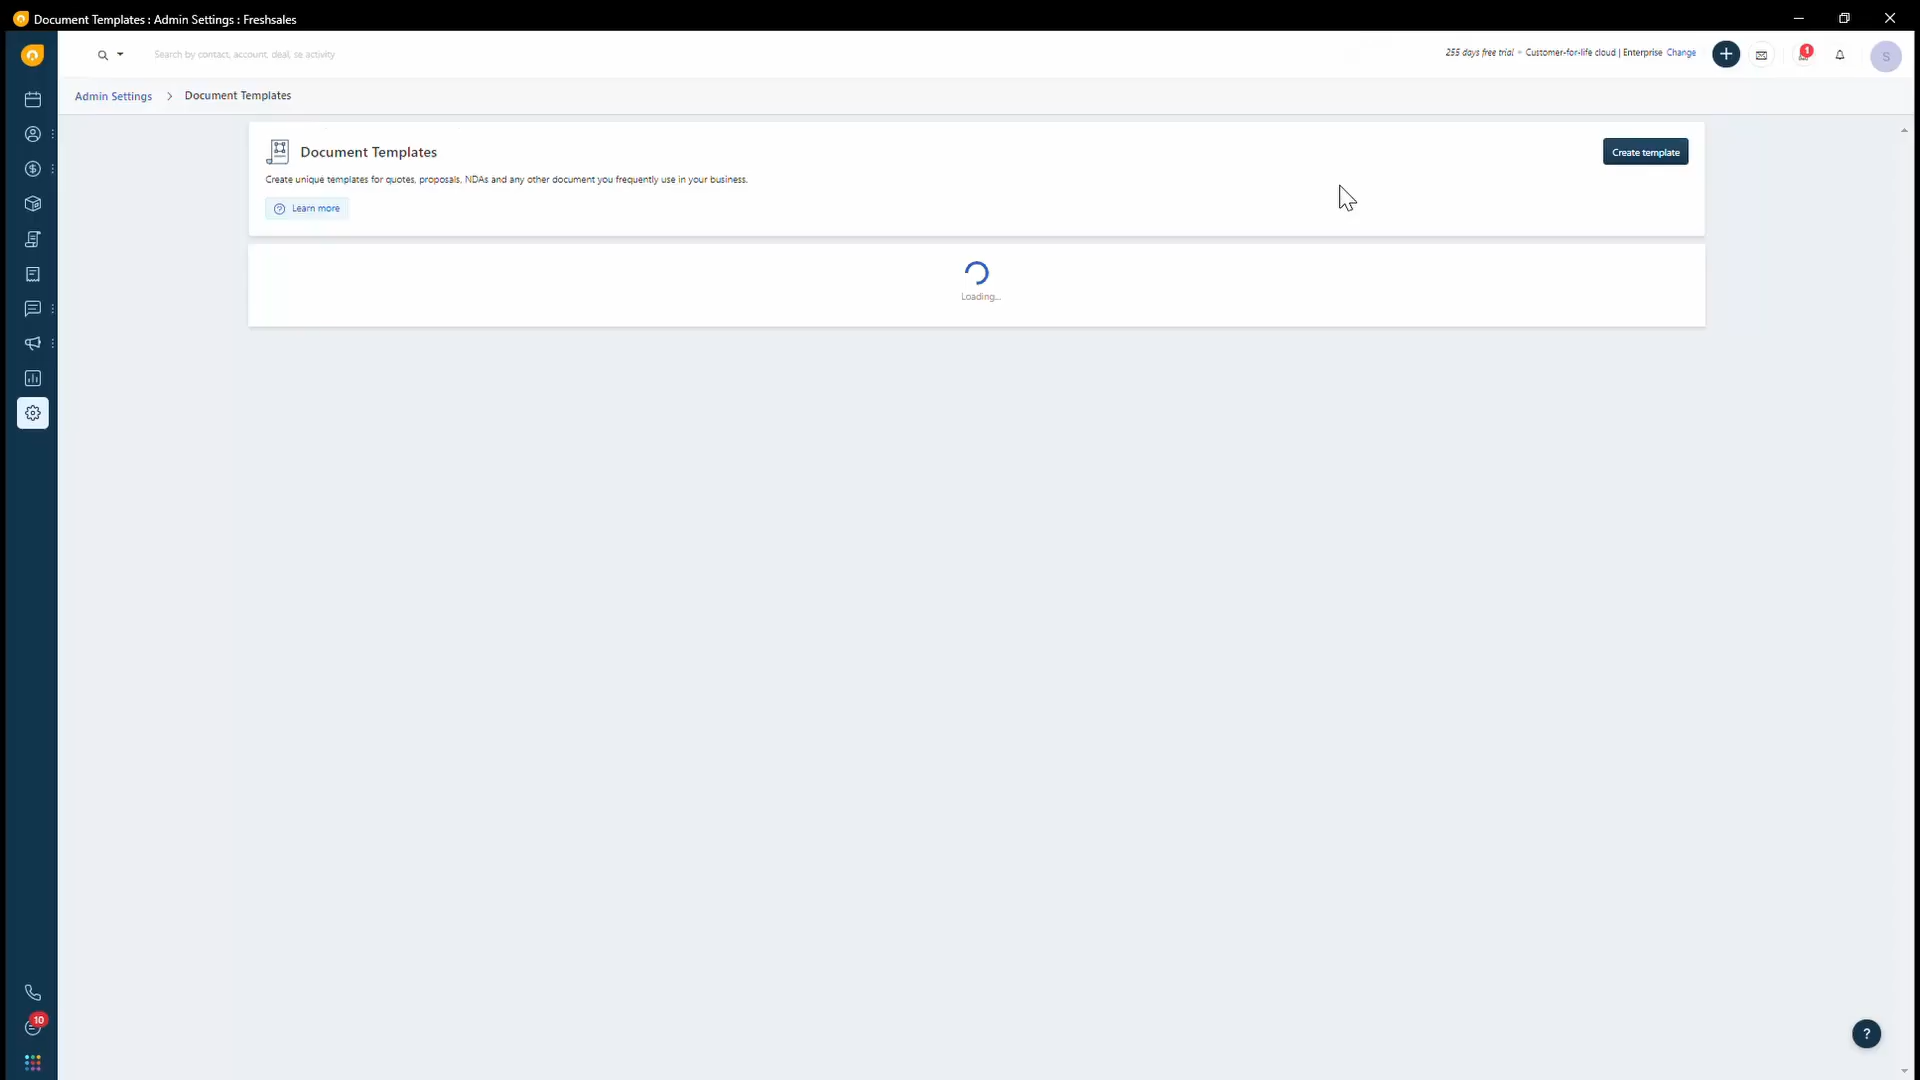 Document Templates : Admin Settings : Freshsales
Search by contact, account, deal, se activity
255 days free trial • Customer-for-life cloud | Enterprise Change
1
S
Admin Settings > Document Templates
Document Templates
Create template
Create unique templates for quotes, proposals, NDAs and any other document you frequently use in your business.
Learn more
Loading...
10
?